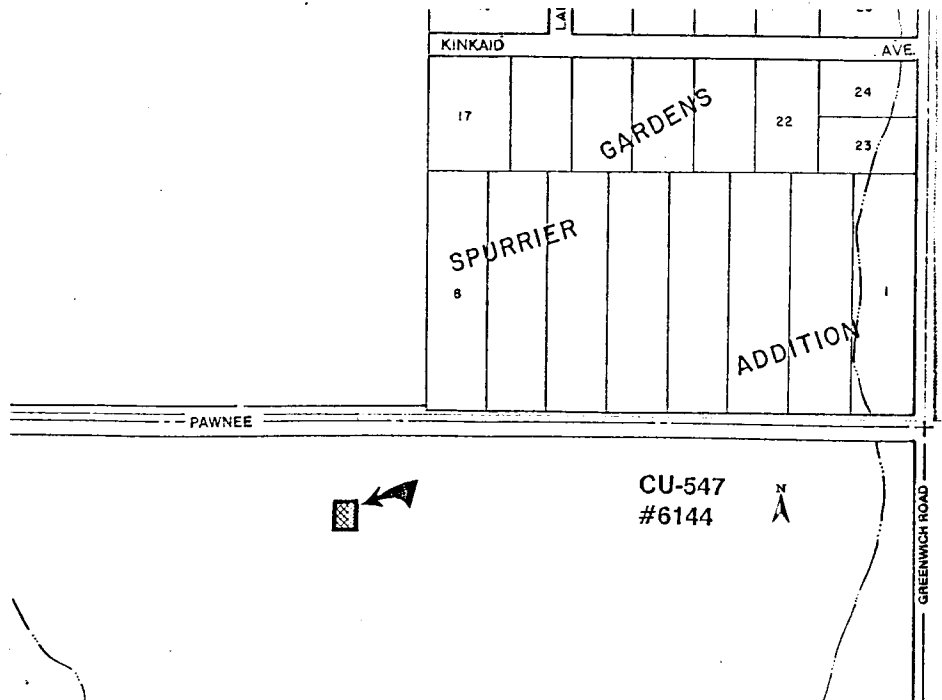 KINKAID AVE.
24
17
22
23
GARDENS
SPURRIER
8
1
ADDITION
PAWNEE
CU-547
#6144
N
GREENWICH ROAD